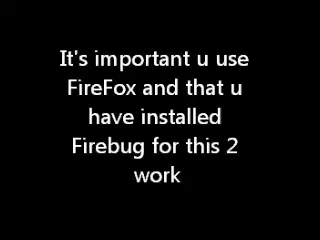 It's important u use
FireFox and that u
have installed
Firebug for this 2
work